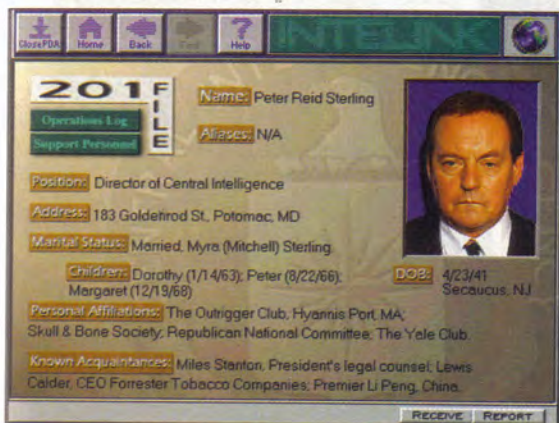 ClosePDA Home Back Help INTERLINK
201 FILE
Operations Log
Support Personnel
Name: Peter Reid Sterling
Aliases: N/A
Position: Director of Central Intelligence
Address: 183 Goldenrod St., Potomac, MD
Marital Status: Married, Myra (Mitchell) Sterling.
Children: Dorothy (1/14/63); Peter (8/22/66);
Margaret (12/19/68)
DOB: 4/23/41
Secaucus, NJ
Personal Affiliations: The Outrigger Club, Hyannis Port, MA;
Skull & Bone Society; Republican National Committee; The Yale Club.
Known Acquaintances: Miles Stanton, President's legal counsel; Lewis
Calder, CEO Forrester Tobacco Companies; Premier Li Peng, China.
RECEIVE REPORT